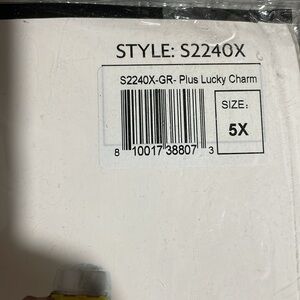 STYLE: S2240X
S2240X-GR- Plus Lucky Charm
SIZE:
5X
8 10017 38807 3